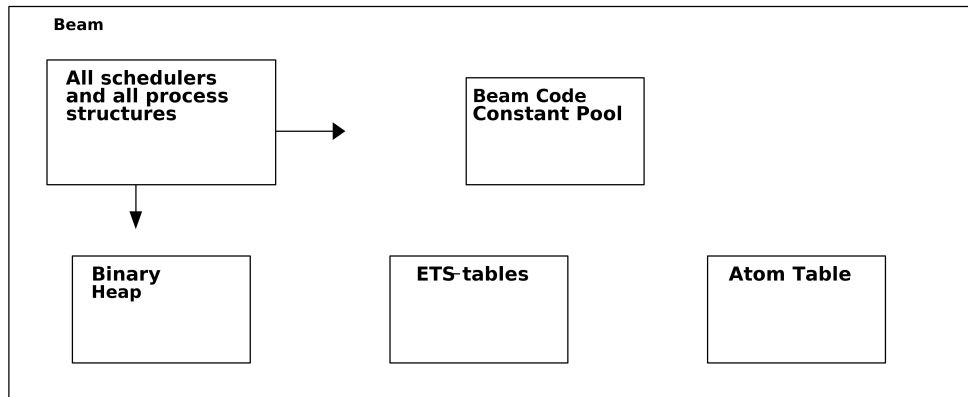 Beam
All schedulers
and all process
structures
Beam Code
Constant Pool
Binary
Heap
ETS-tables
Atom Table